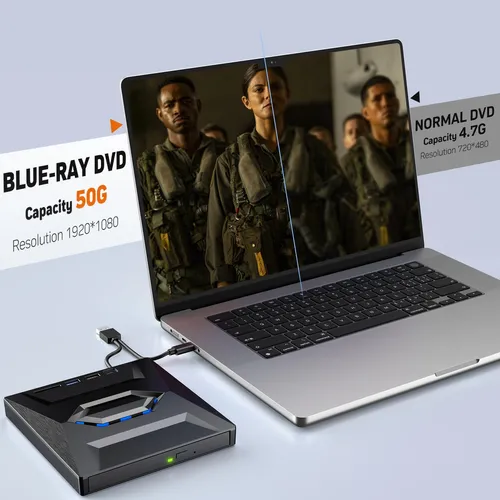 BLUE-RAY DVD
Capacity 50G
Resolution 1920*1080
NORMAL DVD
Capacity 4.7G
Resolution 720*480